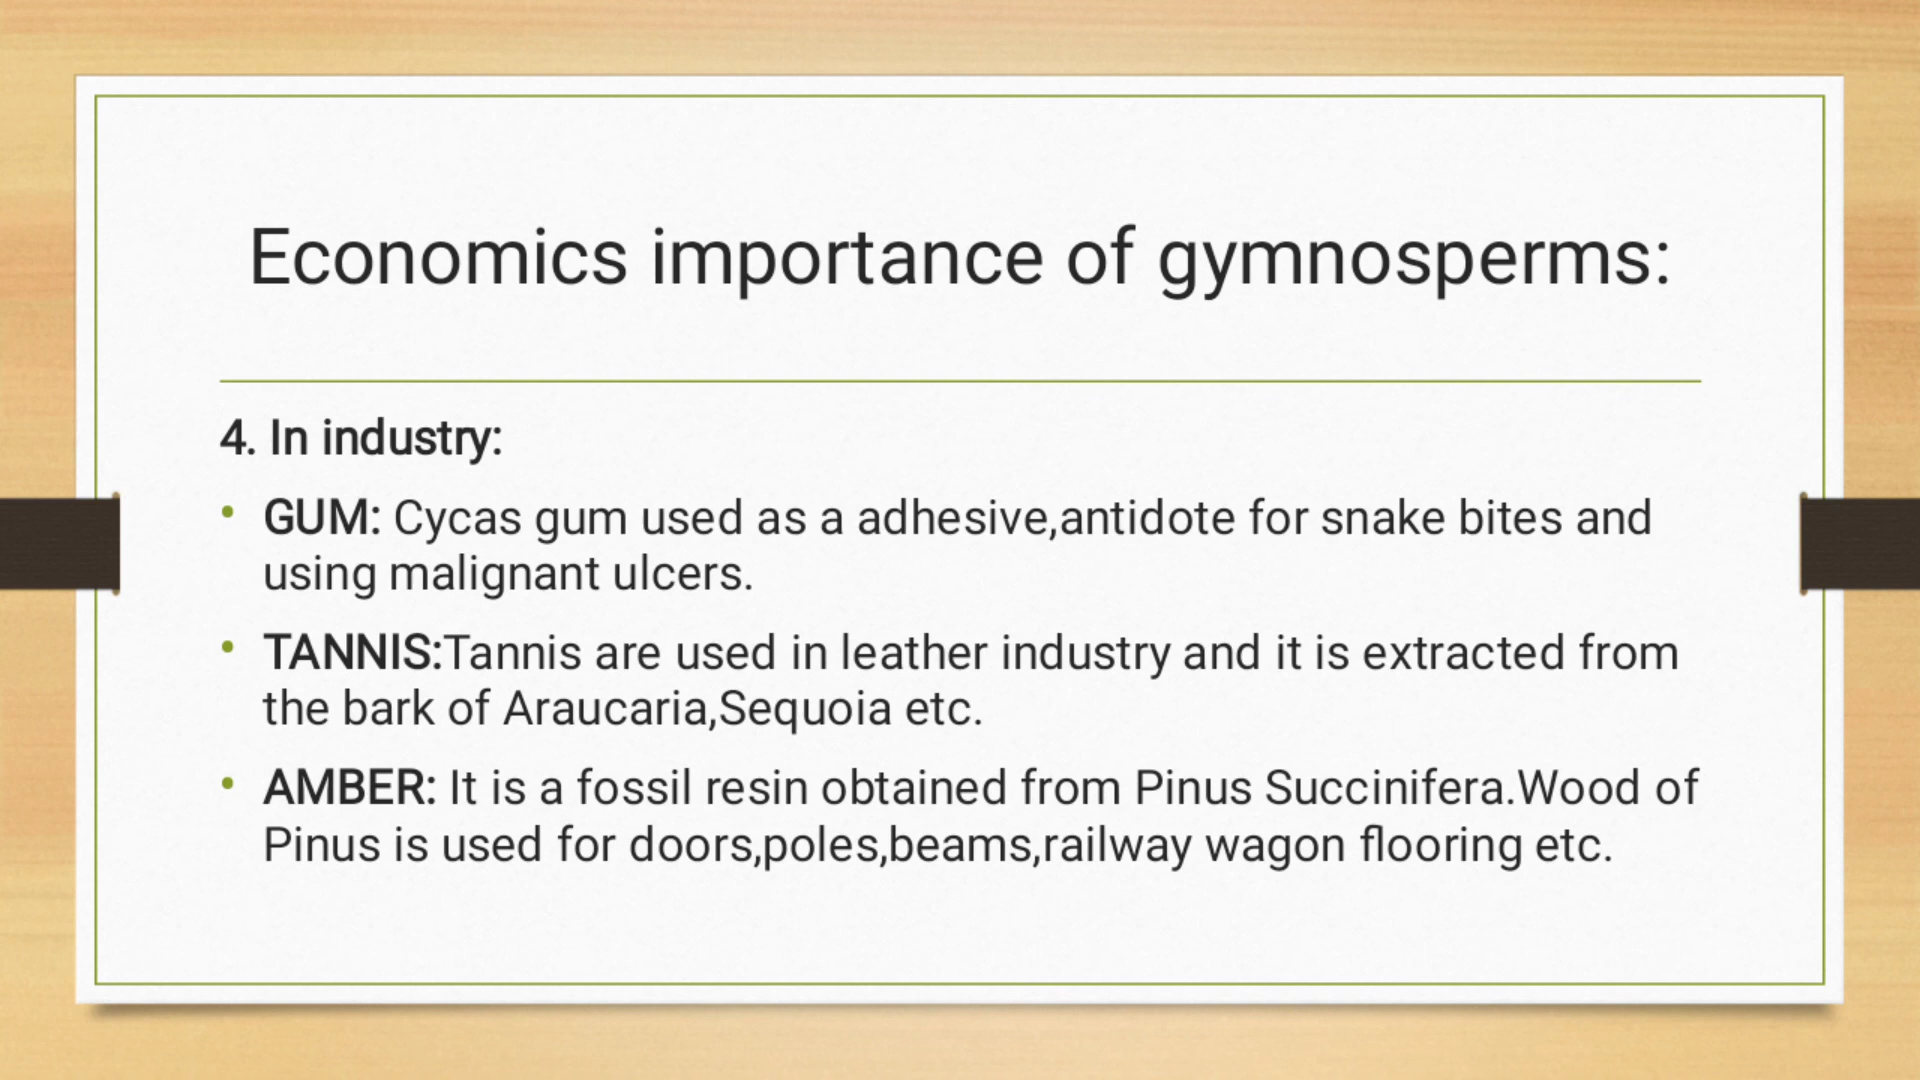 Economics importance of gymnosperms:
4. In industry:
• GUM: Cycas gum used as a adhesive,antidote for snake bites and
using malignant ulcers.
• TANNIS:Tannis are used in leather industry and it is extracted from
the bark of Araucaria,Sequoia etc.
• AMBER: It is a fossil resin obtained from Pinus Succinifera.Wood of
Pinus is used for doors,poles,beams,railway wagon flooring etc.